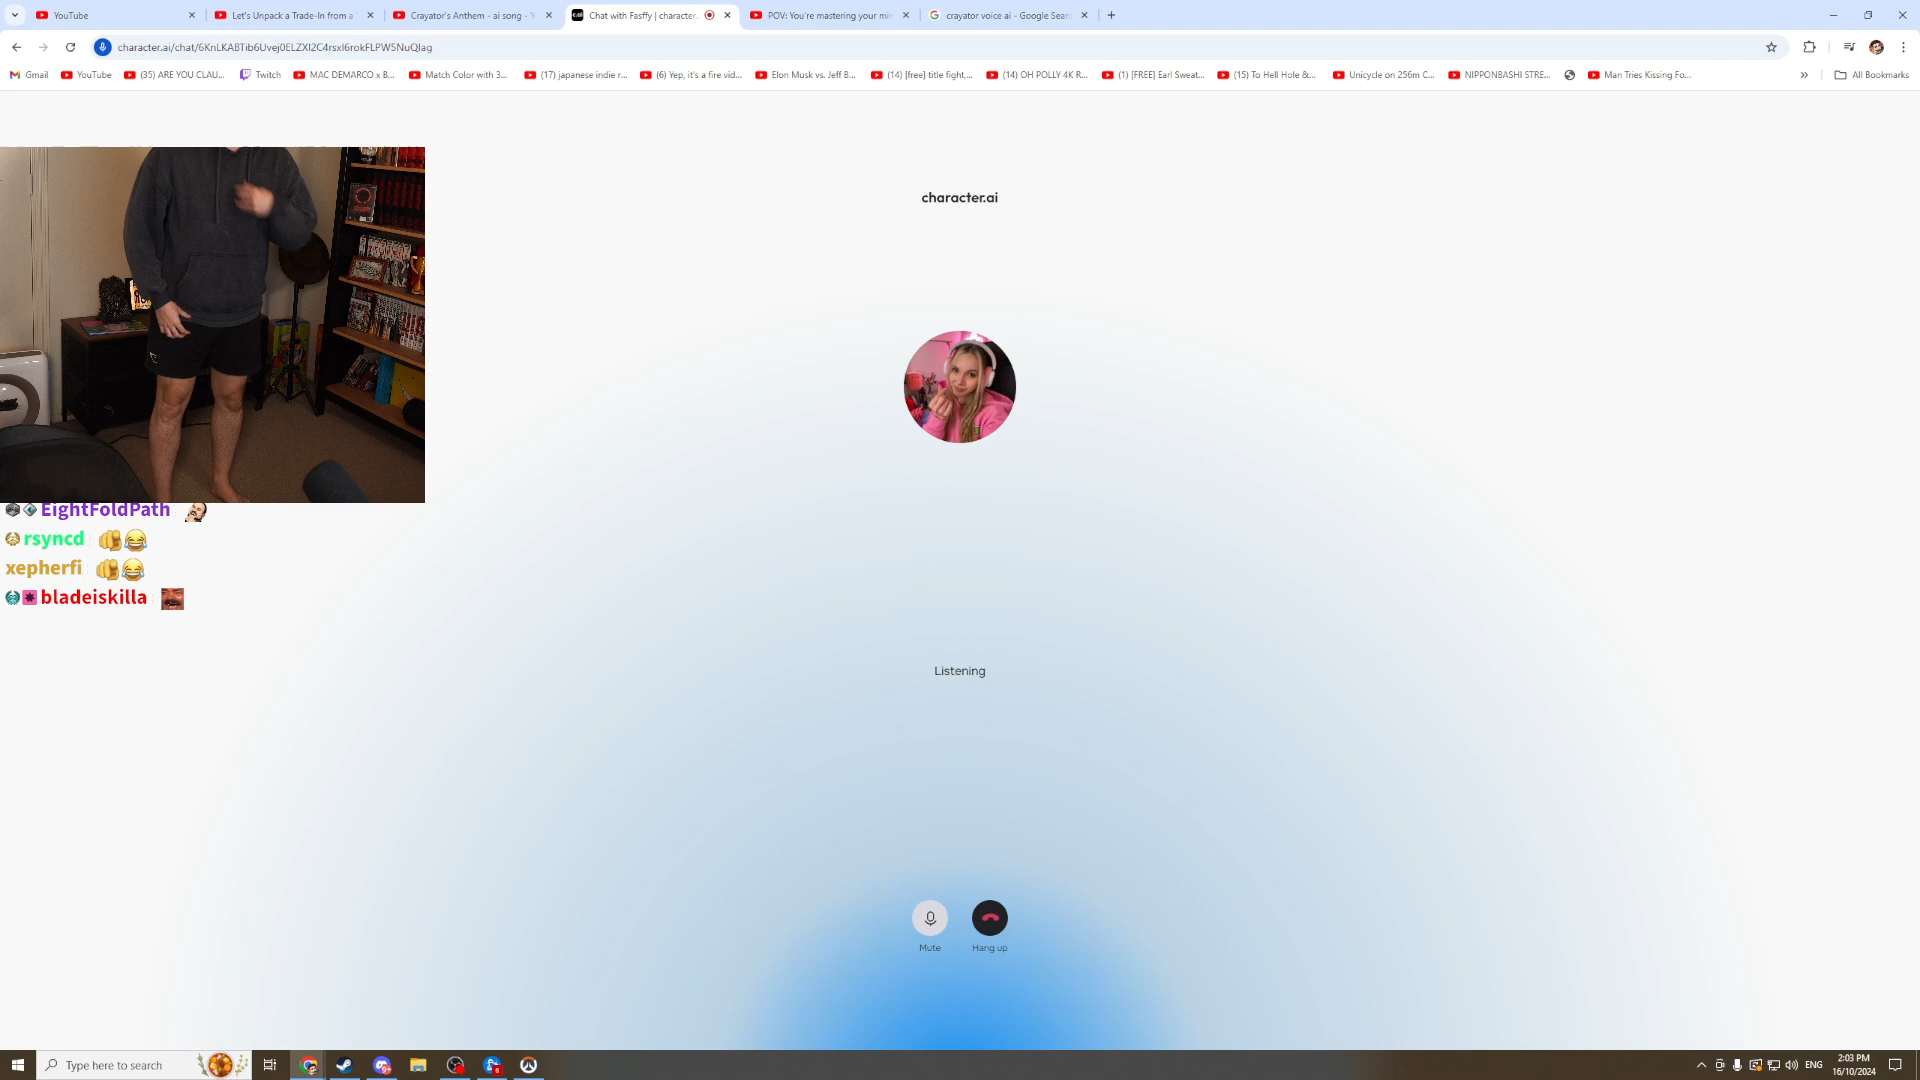 YouTube
Let's Unpack a Trade-In from a
Crayator's Anthem - ai song - Y
Chat with Fasffy | character.
POV: You're mastering your mi
crayator voice ai - Google Sear
character.ai/chat/6KnLKABTib6Uvej0ELZXI2C4rsxI6rokFLPW5NuQIag
Gmail
YouTube
(35) ARE YOU CLAU...
Twitch
MAC DEMARCO x B...
Match Color with 3...
(17) japanese indie r...
(6) Yep, it's a fire vid...
Elon Musk vs. Jeff B...
(14) [free] title fight,...
(14) OH POLLY 4K R...
(1) [FREE] Earl Sweat...
(15) To Hell Hole &...
Unicycle on 256m C...
NIPPONBASHI STRE...
Man Tries Kissing Fo...
All Bookmarks
character.ai
EightFoldPath
rsyncd
xepherfi
bladeiskilla
Listening
Mute
Hang up
Type here to search
ENG
2:03 PM
16/10/2024